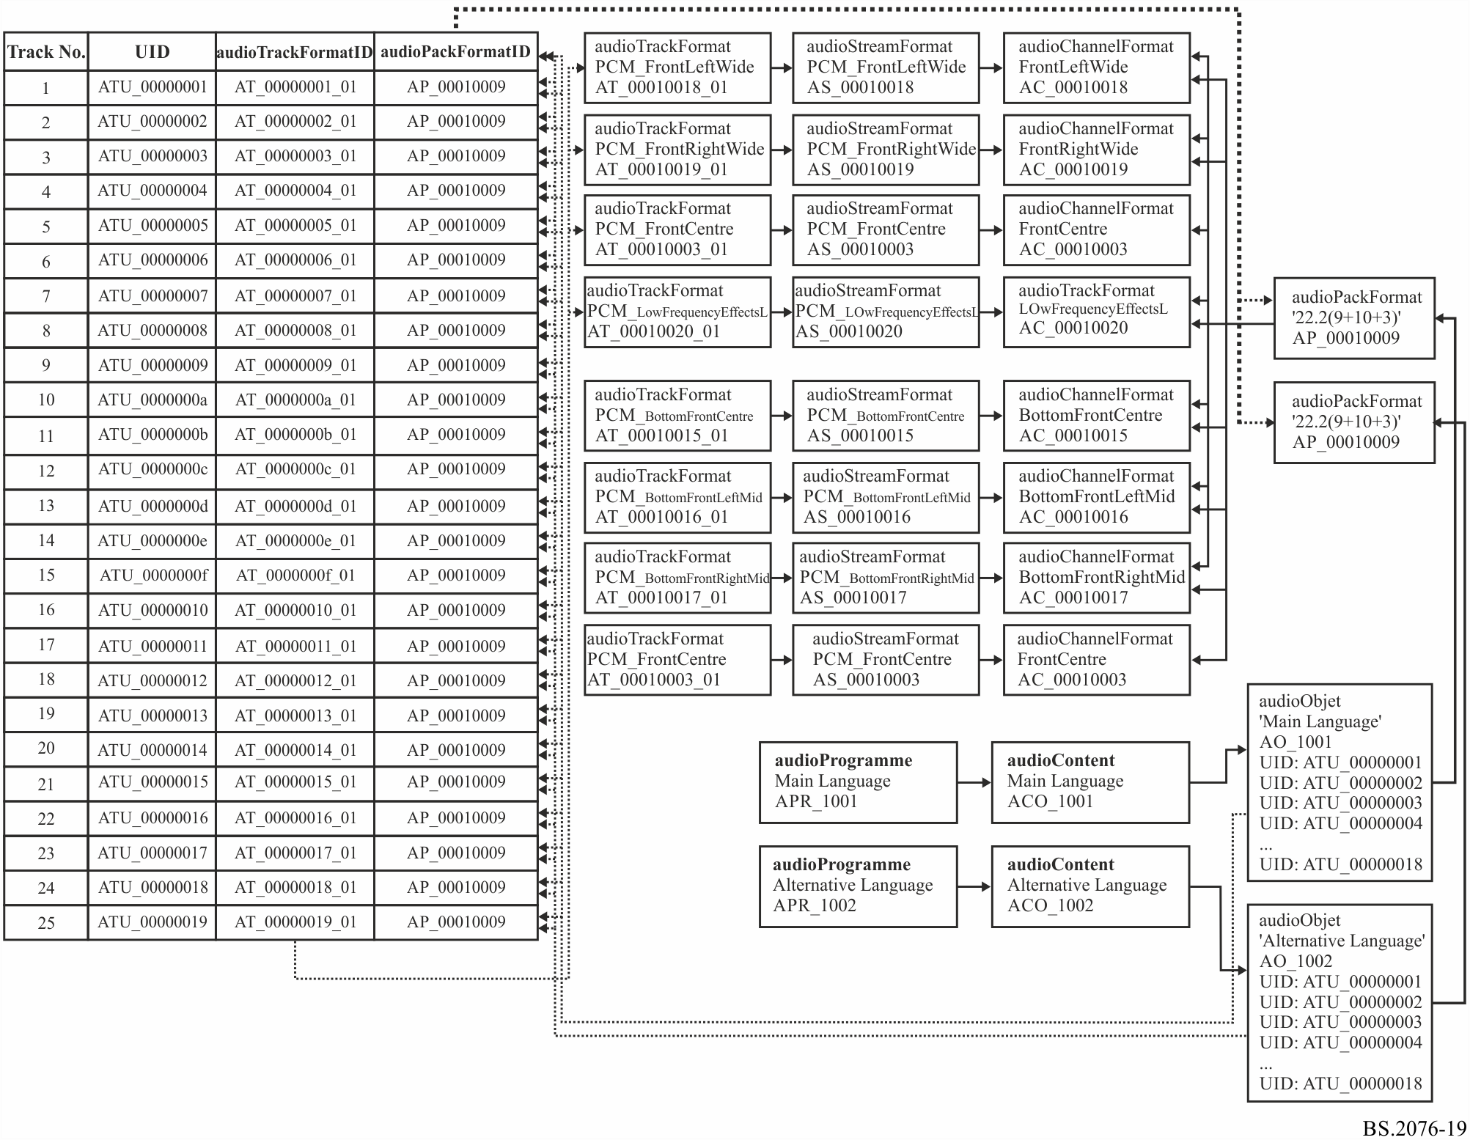 Track No. UID audioTrackFormatID audioPackFormatID
1 ATU_00000001 AT_00000001_01 AP_00010009
2 ATU_00000002 AT_00000002_01 AP_00010009
3 ATU_00000003 AT_00000003_01 AP_00010009
4 ATU_00000004 AT_00000004_01 AP_00010009
5 ATU_00000005 AT_00000005_01 AP_00010009
6 ATU_00000006 AT_00000006_01 AP_00010009
7 ATU_00000007 AT_00000007_01 AP_00010009
8 ATU_00000008 AT_00000008_01 AP_00010009
9 ATU_00000009 AT_00000009_01 AP_00010009
10 ATU_0000000a AT_0000000a_01 AP_00010009
11 ATU_0000000b AT_0000000b_01 AP_00010009
12 ATU_0000000c AT_0000000c_01 AP_00010009
13 ATU_0000000d AT_0000000d_01 AP_00010009
14 ATU_0000000e AT_0000000e_01 AP_00010009
15 ATU_0000000f AT_0000000f_01 AP_00010009
16 ATU_00000010 AT_00000010_01 AP_00010009
17 ATU_00000011 AT_00000011_01 AP_00010009
18 ATU_00000012 AT_00000012_01 AP_00010009
19 ATU_00000013 AT_00000013_01 AP_00010009
20 ATU_00000014 AT_00000014_01 AP_00010009
21 ATU_00000015 AT_00000015_01 AP_00010009
22 ATU_00000016 AT_00000016_01 AP_00010009
23 ATU_00000017 AT_00000017_01 AP_00010009
24 ATU_00000018 AT_00000018_01 AP_00010009
25 ATU_00000019 AT_00000019_01 AP_00010009
audioTrackFormat
PCM_FrontLeftWide
AT_00010018_01
audioStreamFormat
PCM_FrontLeftWide
AS_00010018
audioChannelFormat
FrontLeftWide
AC_00010018
audioTrackFormat
PCM_FrontRightWide
AT_00010019_01
audioStreamFormat
PCM_FrontRightWide
AS_00010019
audioChannelFormat
FrontRightWide
AC_00010019
audioTrackFormat
PCM_FrontCentre
AT_00010003_01
audioStreamFormat
PCM_FrontCentre
AS_00010003
audioChannelFormat
FrontCentre
AC_00010003
audioTrackFormat
PCM_LowFrequencyEffectsL
AT_00010020_01
audioStreamFormat
PCM_LOwFrequencyEffectsL
AS_00010020
audioTrackFormat
LOwFrequencyEffectsL
AC_00010020
audioTrackFormat
PCM_BottomFrontCentre
AT_00010015_01
audioStreamFormat
PCM_BottomFrontCentre
AS_00010015
audioChannelFormat
BottomFrontCentre
AC_00010015
audioTrackFormat
PCM_BottomFrontLeftMid
AT_00010016_01
audioStreamFormat
PCM_BottomFrontLeftMid
AS_00010016
audioChannelFormat
BottomFrontLeftMid
AC_00010016
audioTrackFormat
PCM_BottomFrontRightMid
AT_00010017_01
audioStreamFormat
PCM_BottomFrontRightMid
AS_00010017
audioChannelFormat
BottomFrontRightMid
AC_00010017
audioTrackFormat
PCM_FrontCentre
AT_00010003_01
audioStreamFormat
PCM_FrontCentre
AS_00010003
audioChannelFormat
FrontCentre
AC_00010003
audioPackFormat
'22.2(9+10+3)'
AP_00010009
audioPackFormat
'22.2(9+10+3)'
AP_00010009
audioProgramme
Main Language
APR_1001
audioContent
Main Language
ACO_1001
audioObjet
'Main Language'
AO_1001
UID: ATU_00000001
UID: ATU_00000002
UID: ATU_00000003
UID: ATU_00000004
...
UID: ATU_00000018
audioProgramme
Alternative Language
APR_1002
audioContent
Alternative Language
ACO_1002
audioObjet
'Alternative Language'
AO_1002
UID: ATU_00000001
UID: ATU_00000002
UID: ATU_00000003
UID: ATU_00000004
...
UID: ATU_00000018
BS.2076-19